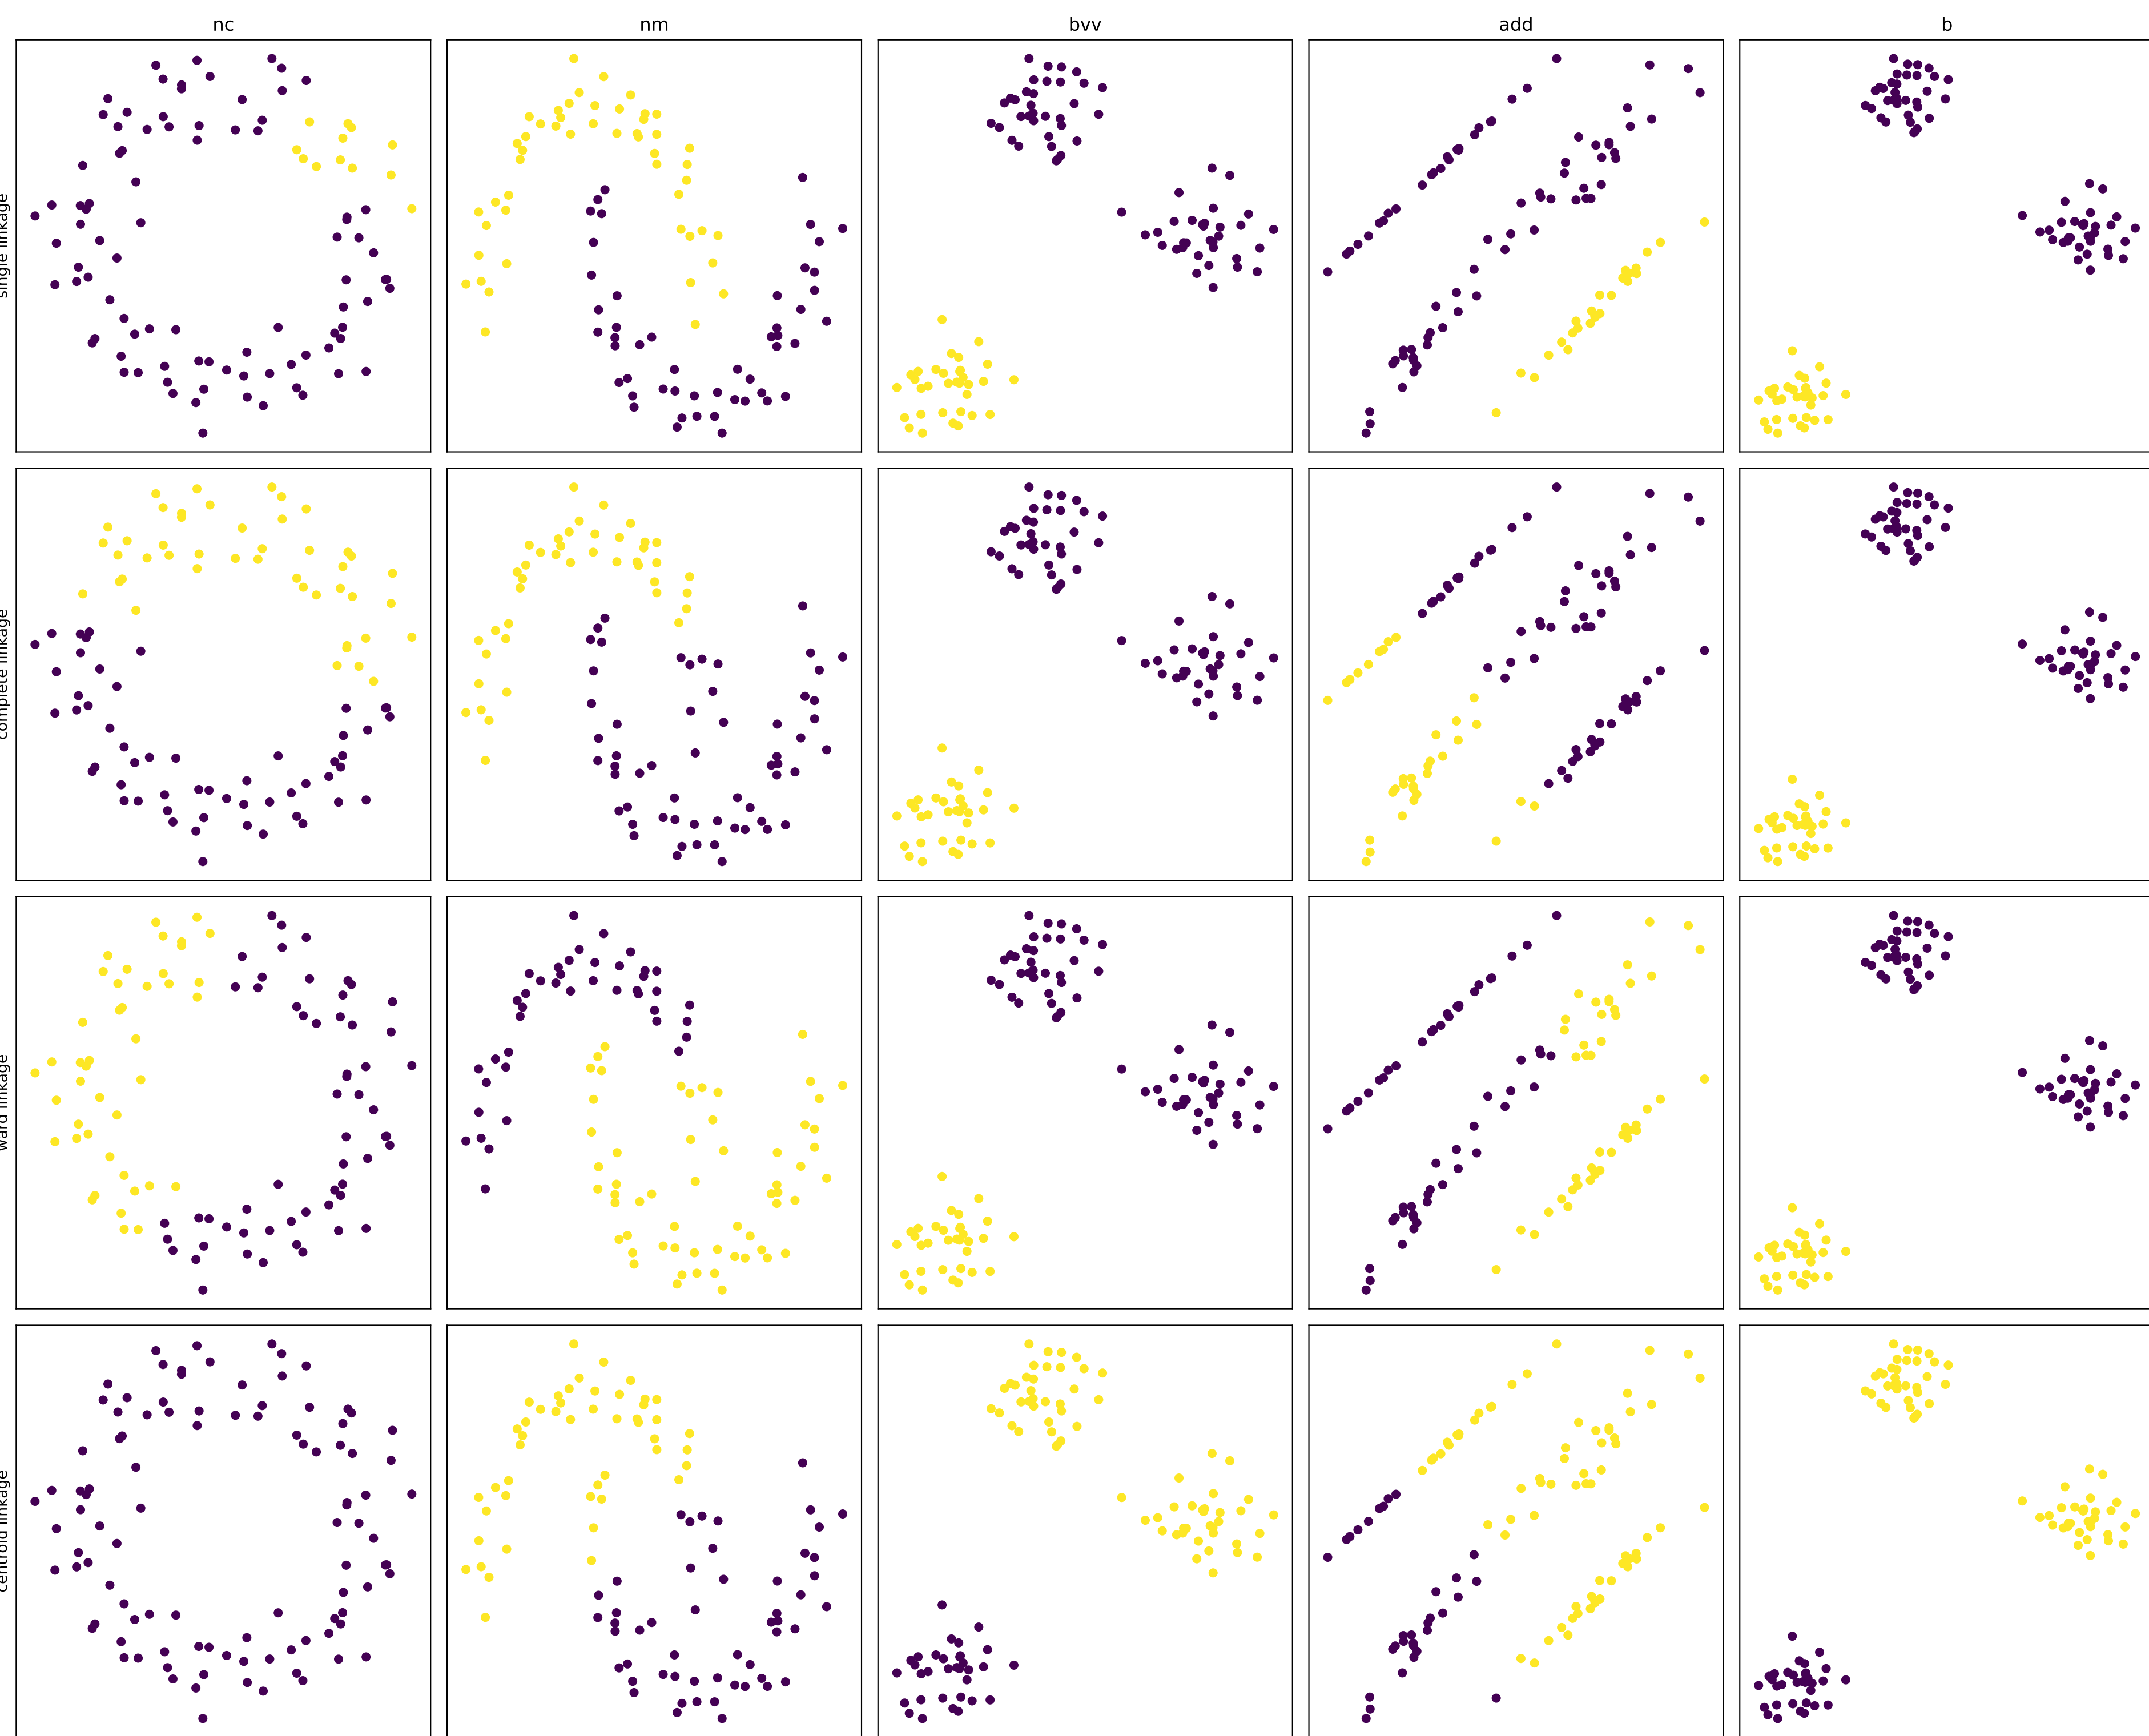 nc nm bvv add b
single linkage
complete linkage
ward linkage
centroid linkage